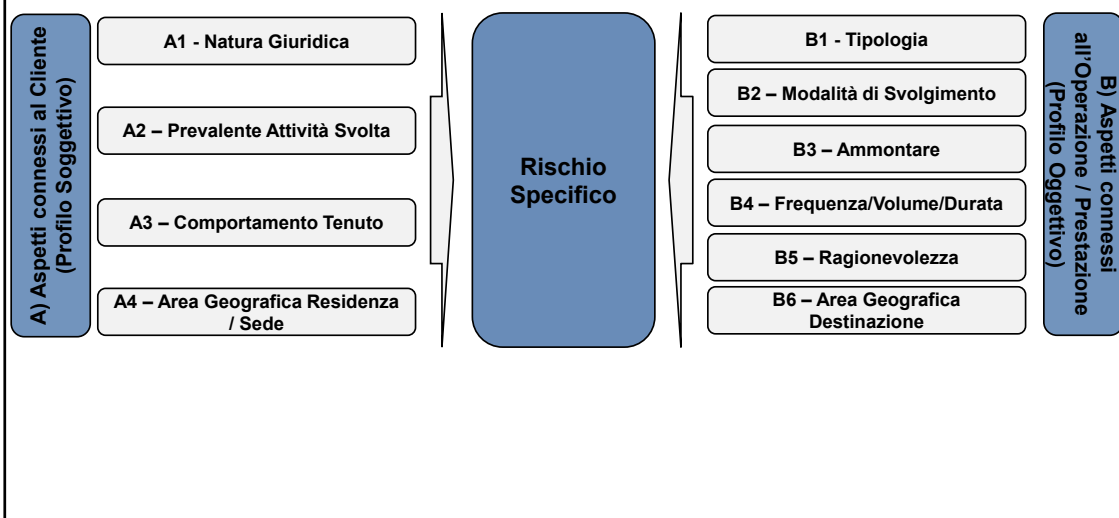 A) Aspetti connessi al Cliente
(Profilo Soggettivo)
A1 - Natura Giuridica
A2 – Prevalente Attività Svolta
A3 – Comportamento Tenuto
A4 – Area Geografica Residenza
/ Sede
Rischio
Specifico
B1 - Tipologia
B2 – Modalità di Svolgimento
B3 – Ammontare
B4 – Frequenza/Volume/Durata
B5 – Ragionevolezza
B6 – Area Geografica
Destinazione
B) Aspetti connessi
all’Operazione / Prestazione
(Profilo Oggettivo)